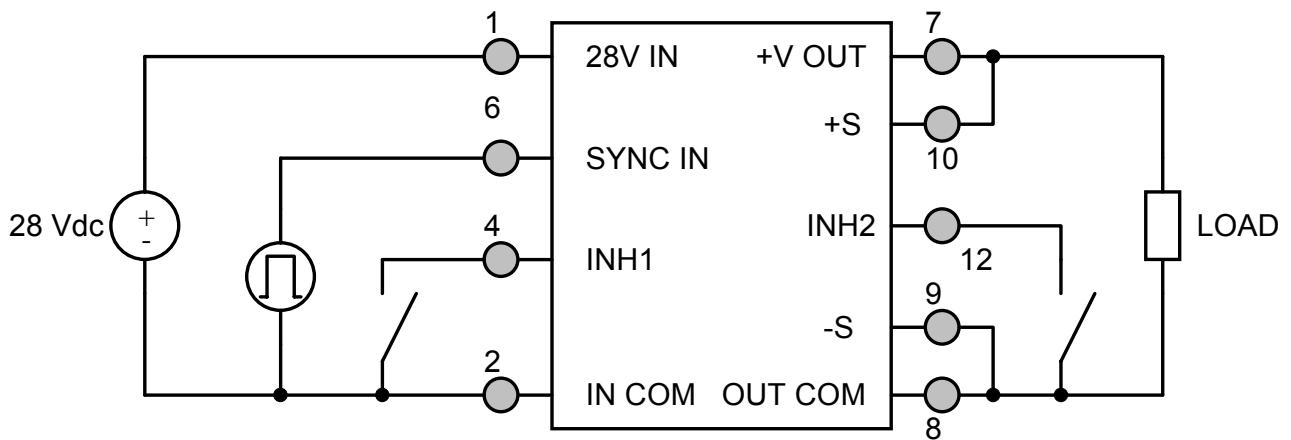 1
7
28V IN
+V OUT
6
+S
10
SYNC IN
28 Vdc
+
-
4
INH1
INH2
12
LOAD
9
-S
2
IN COM
OUT COM
8